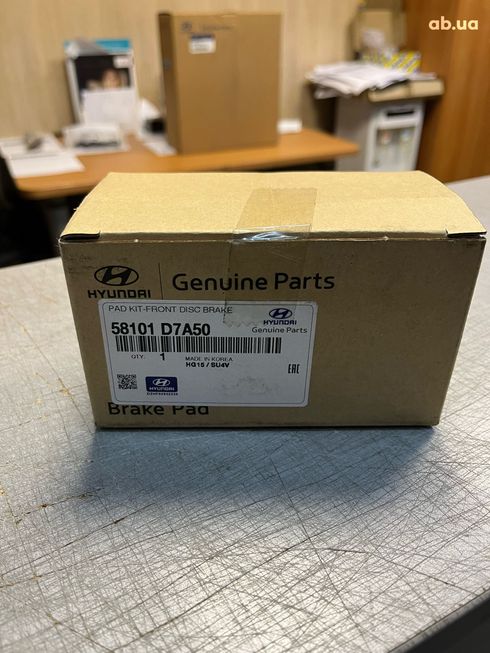 ab.ua
HYUNDAI
Genuine Parts
PAD KIT-FRONT DISC BRAKE
58101 D7A50
HYUNDAI
Genuine Parts
QTY: 1
MADE IN KOREA
HG16 / SU4V
EAC
HYUNDAI
Brake Pad